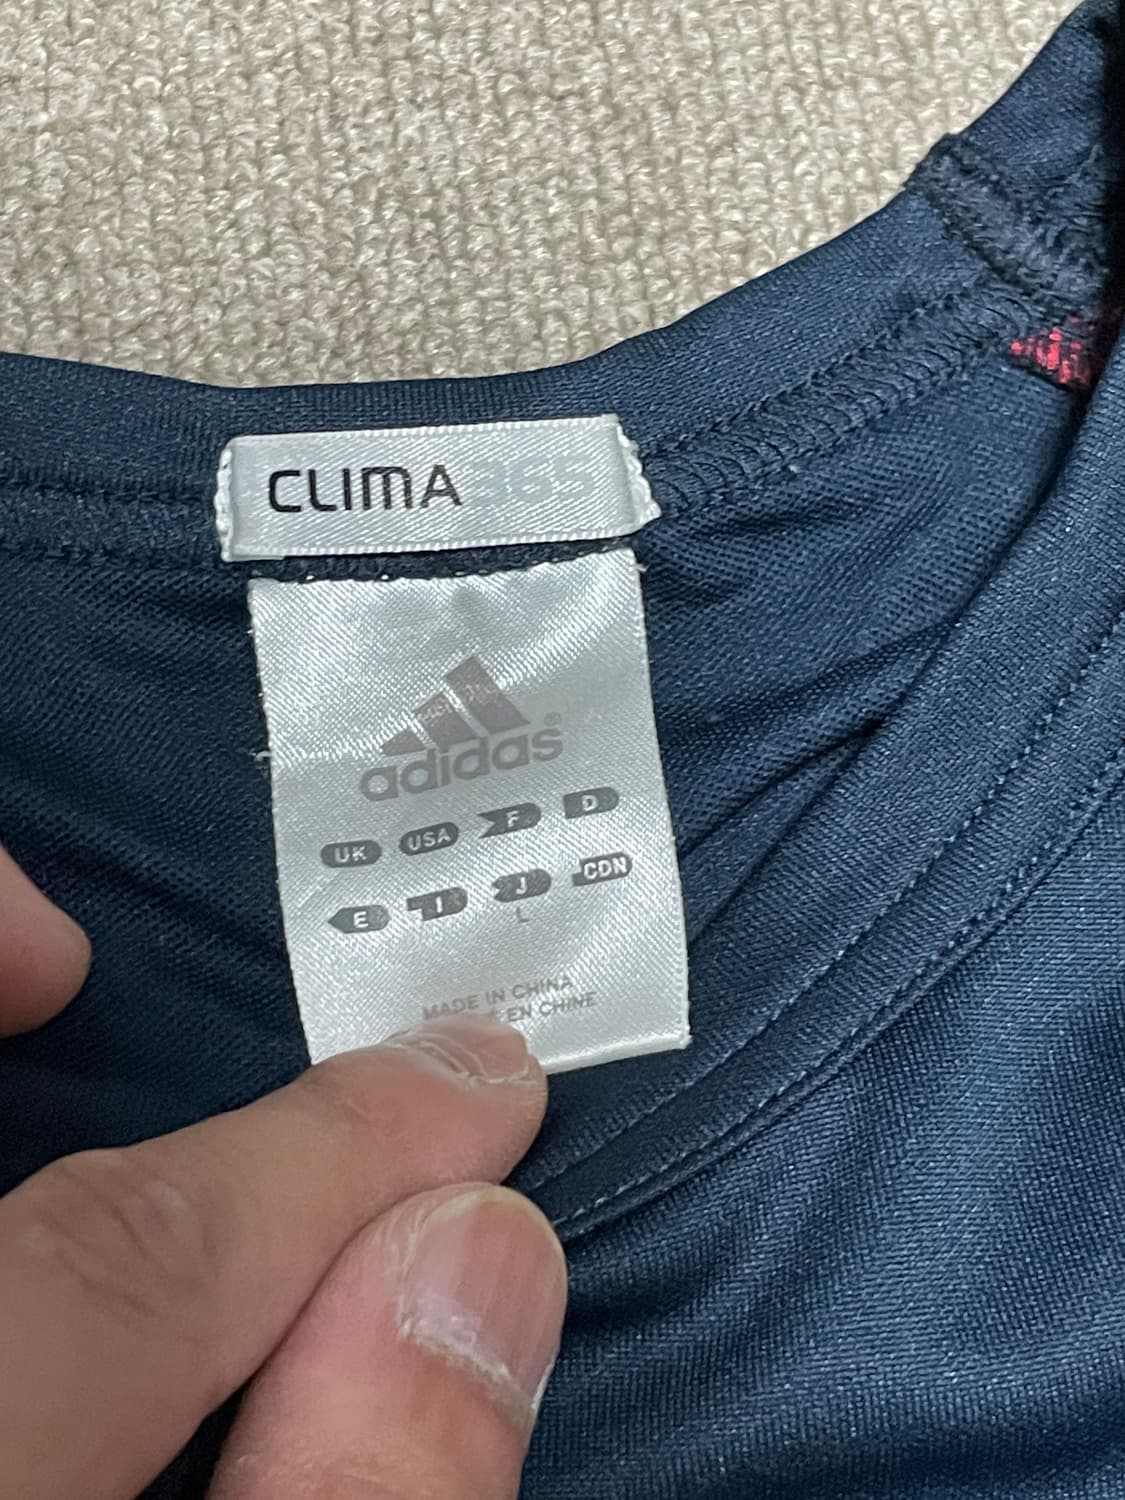 CLIMA365
adidas®
UK USA F D
E I J CDN
L
MADE IN CHINA
EN CHINE